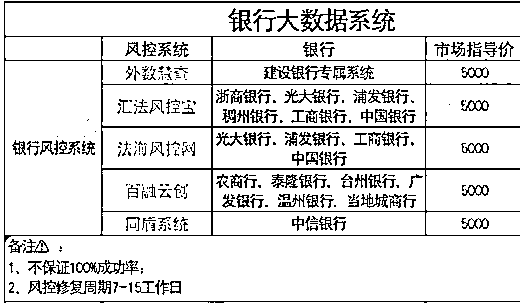 银行大数据系统
风控系统 银行 市场指导价
银行风控系统
外数慧查 建设银行专属系统 5000
汇法风控宝 浙商银行、光大银行、浦发银行、
稠州银行、工商银行、中国银行 5000
法海风控网 光大银行、浦发银行、工商银行、
中国银行 5000
百融云创 农商行、泰隆银行、台州银行、广
发银行、温州银行、当地城商行 5000
同盾系统 中信银行 5000
备注⚠ :
1、不保证100%成功率;
2、风控修复周期7-15工作日